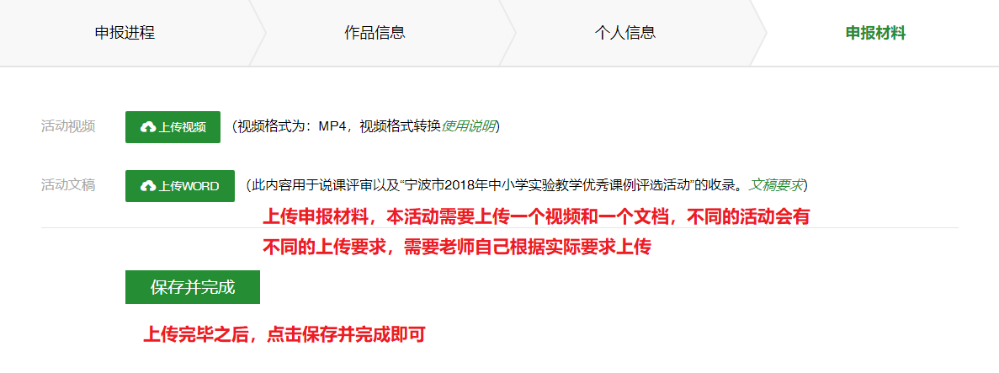 申报进程
作品信息
个人信息
申报材料
活动视频 上传视频 （视频格式为：MP4，视频格式转换使用说明）
活动文稿 上传WORD （此内容用于说课评审以及“宁波市2018年中小学实验教学优秀课例评选活动”的收录。文稿要求）
上传申报材料，本活动需要上传一个视频和一个文档，不同的活动会有
不同的上传要求，需要老师自己根据实际要求上传
保存并完成
上传完毕之后，点击保存并完成即可